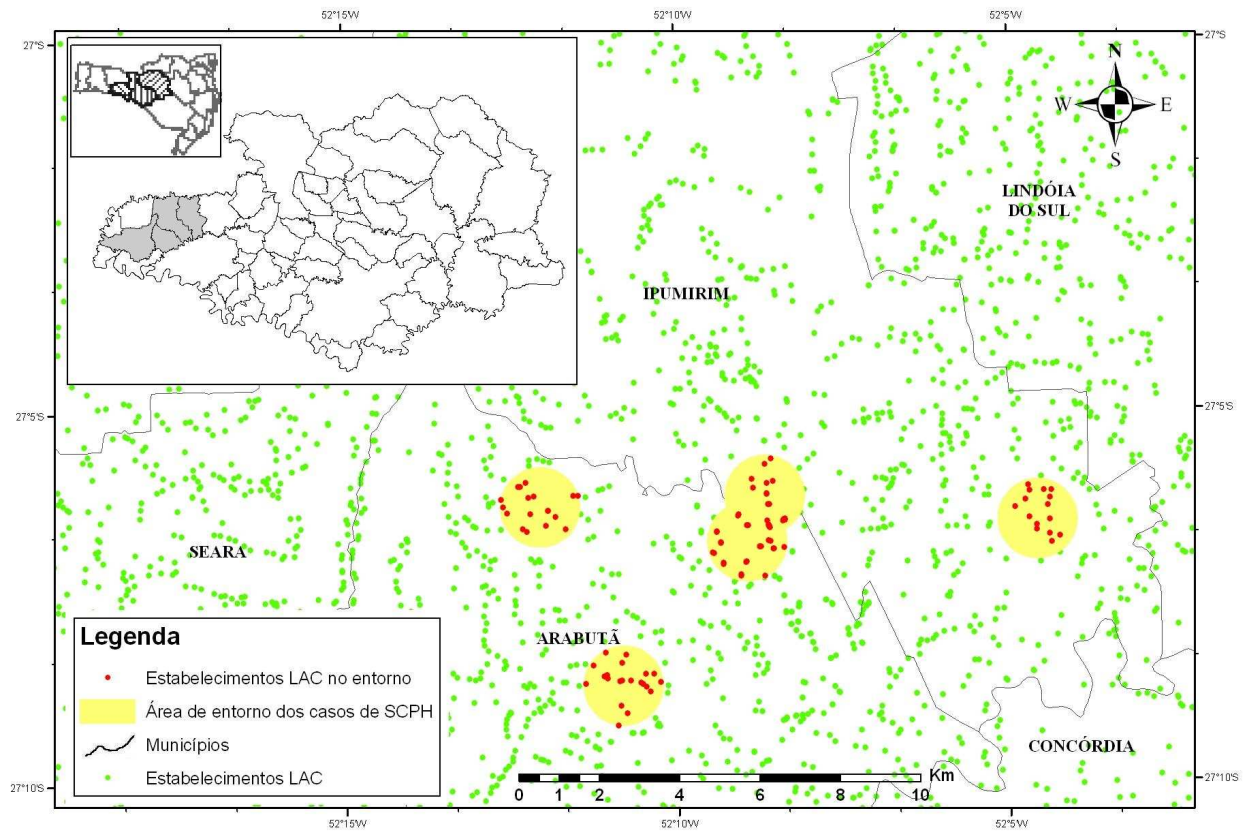 52°15'W
52°10'W
52°5'W
27°S
27°S
N
W
E
S
LINDÓIA
DO SUL
IPUMIRIM
27°5'S
27°5'S
SEARA
ARABUTÃ
Legenda
Estabelecimentos LAC no entorno
Área de entorno dos casos de SCPH
Municípios
Estabelecimentos LAC
CONCÓRDIA
Km
0 1 2 4 6 8 10
27°10'S
27°10'S
52°15'W
52°10'W
52°5'W